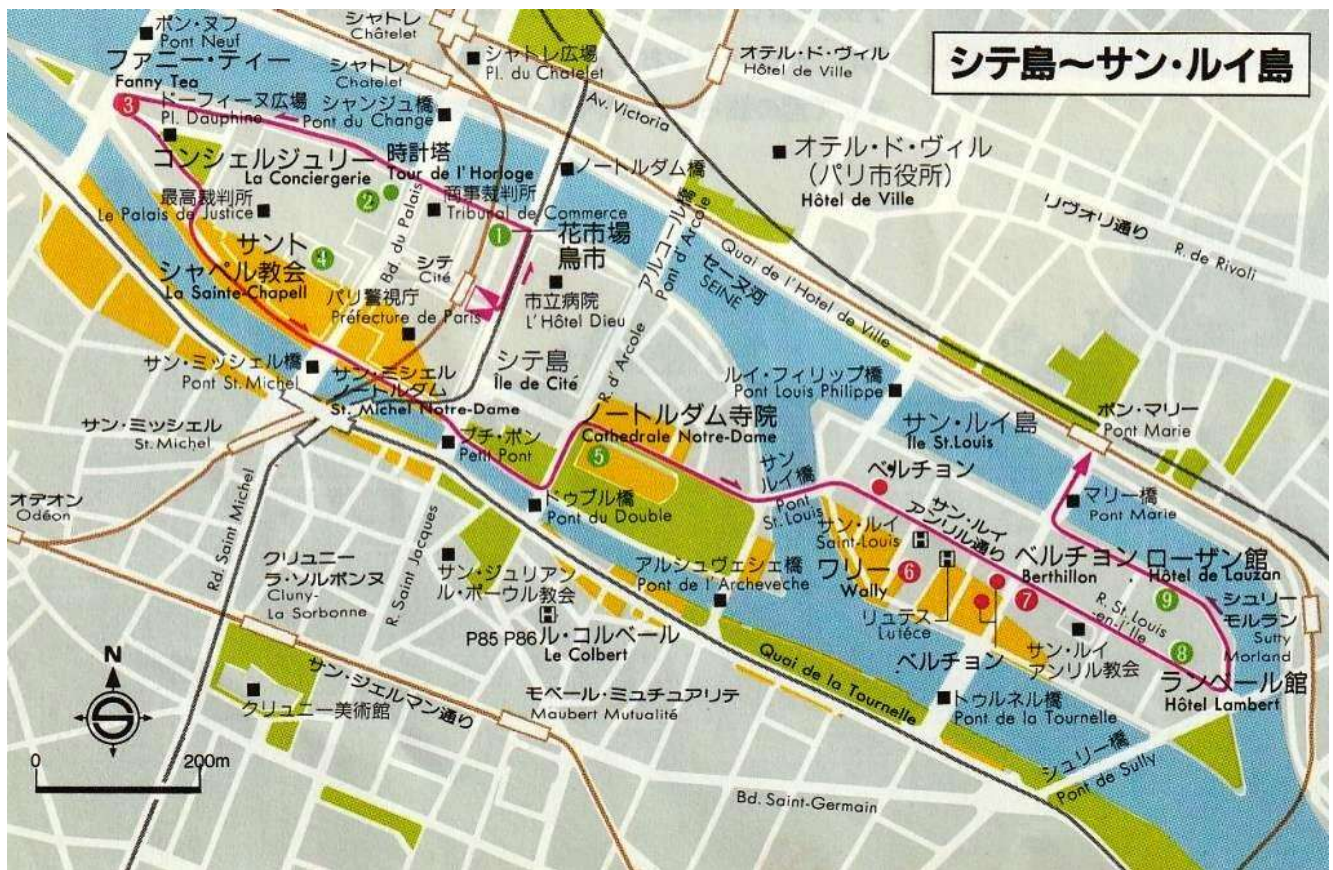 シテ島～サン・ルイ島
ポン・ヌフ
Pont Neuf
シャトレ
Châtelet
シャトレ広場
Pl. du Chatelet
オテル・ド・ヴィル
Hôtel de Ville
ファニー・ティー
Fanny Tea
シャトレ
Chatelet
Av. Victoria
3
ドーフィーヌ広場
Pl. Dauphine
シャンジュ橋
Pont du Change
コンシェルジュリー
La Conciergerie
時計塔
Tour de l'Horloge
ノートルダム橋
オテル・ド・ヴィル
(パリ市役所)
Hôtel de Ville
最高裁判所
Le Palais de Justice
2
商事裁判所
Tribunal de Commerce
リヴォリ通り
R. de Rivoli
サント
シャペル教会
La Sainte-Chapell
4
Bd. du Palais
1
花市場
鳥市
シテ
Cité
アルコール橋
Pont d'Arcole
セーヌ河
SEINE
Quai de l'Hotel de Ville
パリ警視庁
Préfecture de Paris
市立病院
L'Hôtel Dieu
サン・ミッシェル橋
Pont St. Michel
サン・ミシェル
ノートルダム
St. Michel Notre-Dame
シテ島
Île de Cité
R. d'Arcole
ルイ・フィリップ橋
Pont Louis Philippe
サン・ルイ島
Île St.Louis
ポン・マリー
Pont Marie
サン・ミッシェル
St. Michel
プチ・ポン
Petit Pont
ノートルダム寺院
Cathedrale Notre-Dame
5
サン
ルイ橋
Pont
St. Louis
ベルチョン
マリー橋
Pont Marie
オデオン
Odéon
Rd. Saint Michel
ドゥブル橋
Pont du Double
サン・ルイ
Saint-Louis
H
サン・ルイ
アンリル通り
H
クリュニー
ラ・ソルボンヌ
Cluny-
La Sorbonne
R. Saint Jacques
サン・ジュリアン
ル・ポーヴル教会
アルシュヴェシェ橋
Pont de l'Archeveche
ワリー
Wally
6
ベルチョン
Berthillon
7
ローザン館
Hôtel de Lauzan
9
H
P85 P86 ル・コルベール
Le Colbert
リュテス
Lutéce
R. St. Louis
-en-l'Ile
シュリー
モルラン
Sutty
Morland
8
サン・ルイ
アンリル教会
ランベール館
Hôtel Lambert
N
クリュニー美術館
サン・ジェルマン通り
モベール・ミュチュアリテ
Maubert Mutualité
Quai de la Tournelle
ベルチョン
トゥルネル橋
Pont de la Tournelle
シュリー橋
Pont de Sully
0
200m
Bd. Saint-Germain